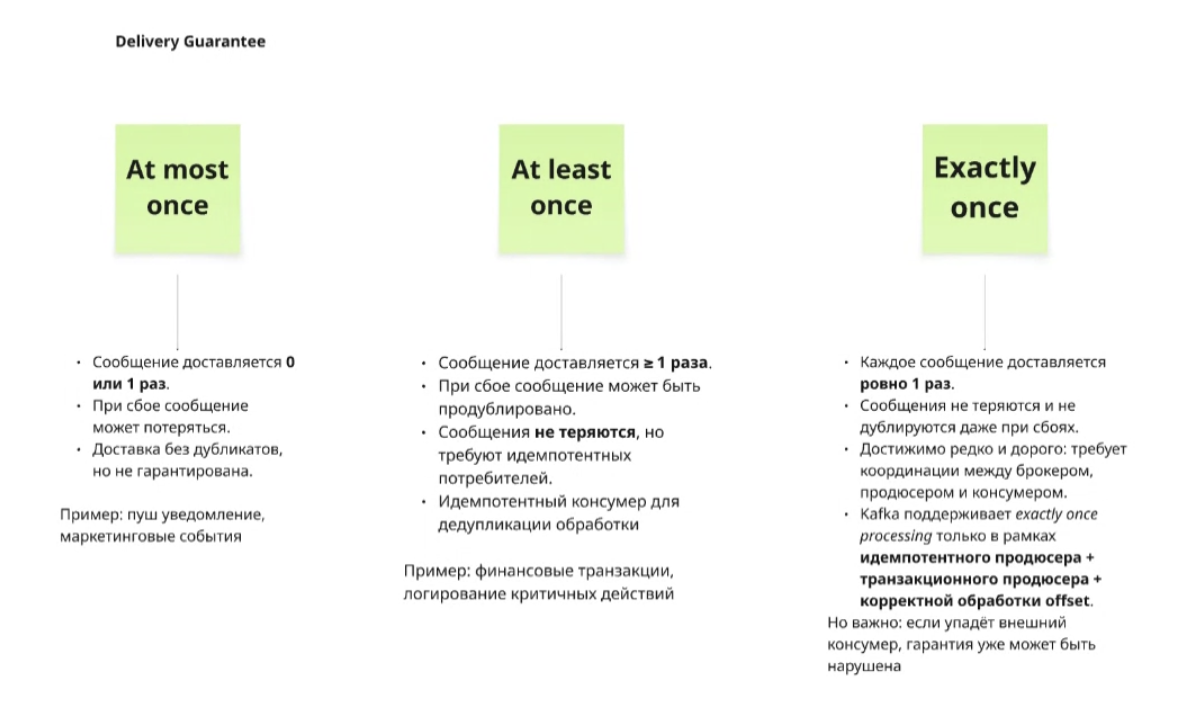 Delivery Guarantee
At most
once
At least
once
Exactly
once
• Сообщение доставляется 0
или 1 раз.
• При сбое сообщение
может потеряться.
• Доставка без дубликатов,
но не гарантирована.
Пример: пуш уведомление,
маркетинговые события
• Сообщение доставляется ≥ 1 раза.
• При сбое сообщение может быть
продублировано.
• Сообщения не теряются, но
требуют идемпотентных
потребителей.
• Идемпотентный консумер для
дедупликации обработки
Пример: финансовые транзакции,
логирование критичных действий
• Каждое сообщение доставляется
ровно 1 раз.
• Сообщения не теряются и не
дублируются даже при сбоях.
• Достижимо редко и дорого: требует
координации между брокером,
продюсером и консумером.
• Kafka поддерживает exactly once
processing только в рамках
идемпотентного продюсера +
транзакционного продюсера +
корректной обработки offset.
Но важно: если упадёт внешний
консумер, гарантия уже может быть
нарушена